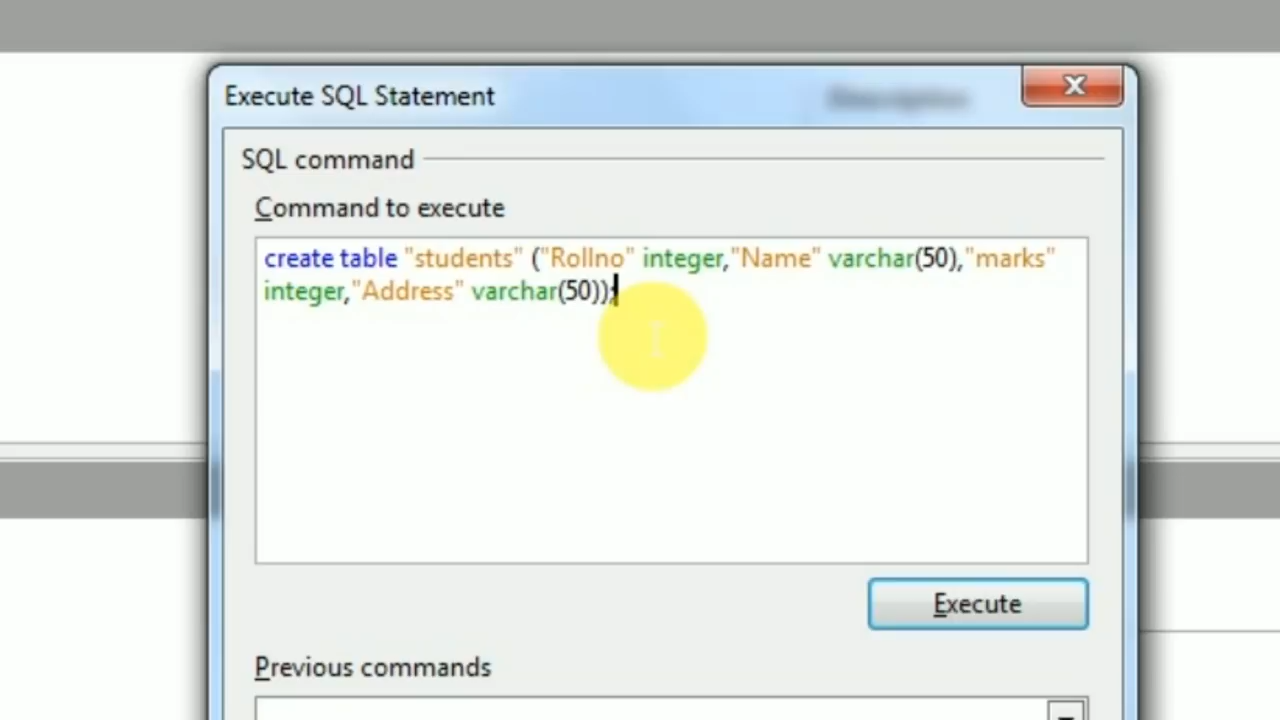 Execute SQL Statement
SQL command
Command to execute
create table "students" ("Rollno" integer,"Name" varchar(50),"marks"
integer,"Address" varchar(50));
Execute
Previous commands